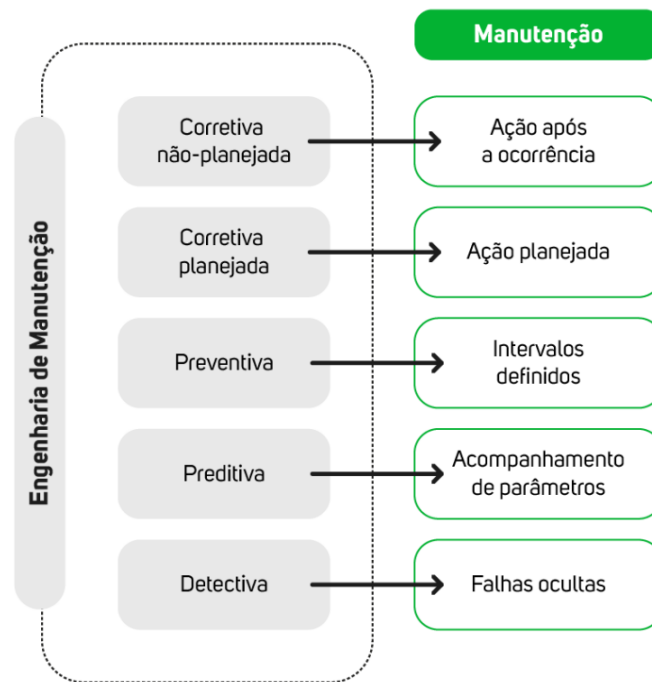 Manutenção
Engenharia de Manutenção
Corretiva
não-planejada
Ação após
a ocorrência
Corretiva
planejada
Ação planejada
Preventiva
Intervalos
definidos
Preditiva
Acompanhamento
de parâmetros
Detectiva
Falhas ocultas